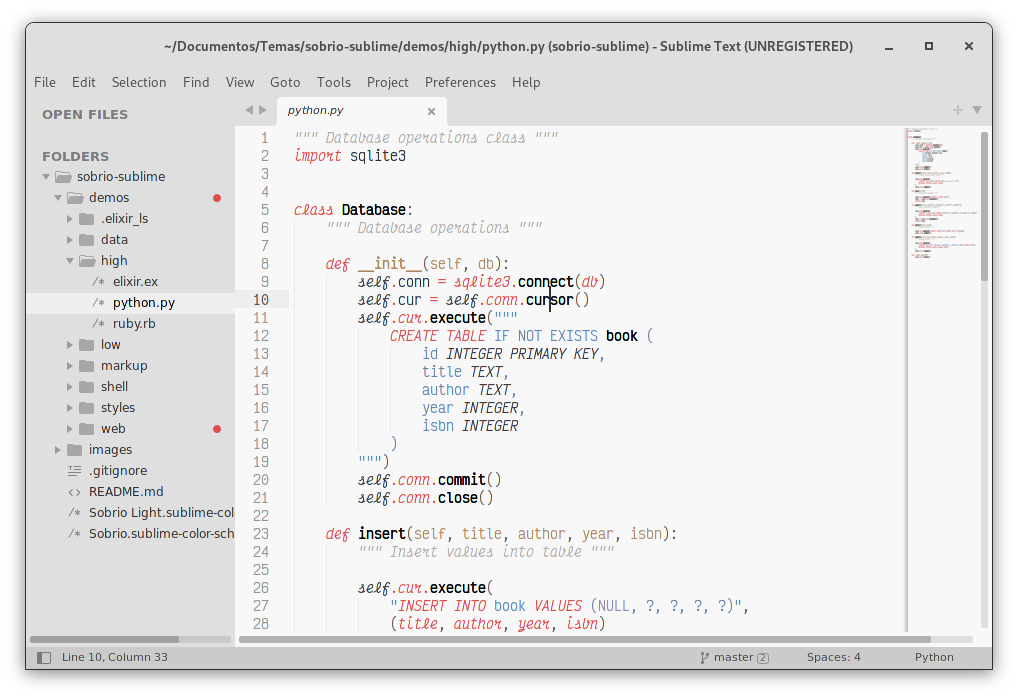 ~/Documentos/Temas/sobrio-sublime/demos/high/python.py (sobrio-sublime) - Sublime Text (UNREGISTERED)
File Edit Selection Find View Goto Tools Project Preferences Help
OPEN FILES
FOLDERS
sobrio-sublime
demos
.elixir_ls
data
high
/* elixir.ex
/* python.py
/* ruby.rb
low
markup
shell
styles
web
images
.gitignore
<> README.md
/* Sobrio Light.sublime-col
/* Sobrio.sublime-color-sch
python.py
1 """ Database operations class """
2 import sqlite3
3
4
5 class Database:
6     """ Database operations """
7
8     def __init__(self, db):
9         self.conn = sqlite3.connect(db)
10         self.cur = self.conn.cursor()
11         self.cur.execute("""
12             CREATE TABLE IF NOT EXISTS book (
13                 id INTEGER PRIMARY KEY,
14                 title TEXT,
15                 author TEXT,
16                 year INTEGER,
17                 isbn INTEGER
18             )
19         """)
20         self.conn.commit()
21         self.conn.close()
22
23     def insert(self, title, author, year, isbn):
24         """ Insert values into table """
25
26         self.cur.execute(
27             "INSERT INTO book VALUES (NULL, ?, ?, ?, ?)",
28             (title, author, year, isbn)
Line 10, Column 33
master 2
Spaces: 4
Python